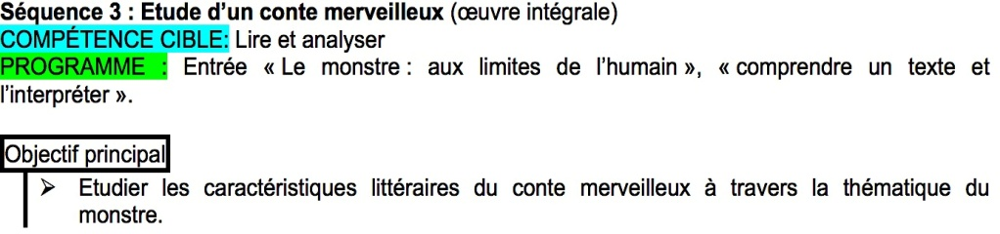 Séquence 3 : Etude d’un conte merveilleux (œuvre intégrale)
COMPÉTENCE CIBLE: Lire et analyser
PROGRAMME : Entrée « Le monstre : aux limites de l’humain », « comprendre un texte et
l’interpréter ».
Objectif principal
➢ Etudier les caractéristiques littéraires du conte merveilleux à travers la thématique du
monstre.